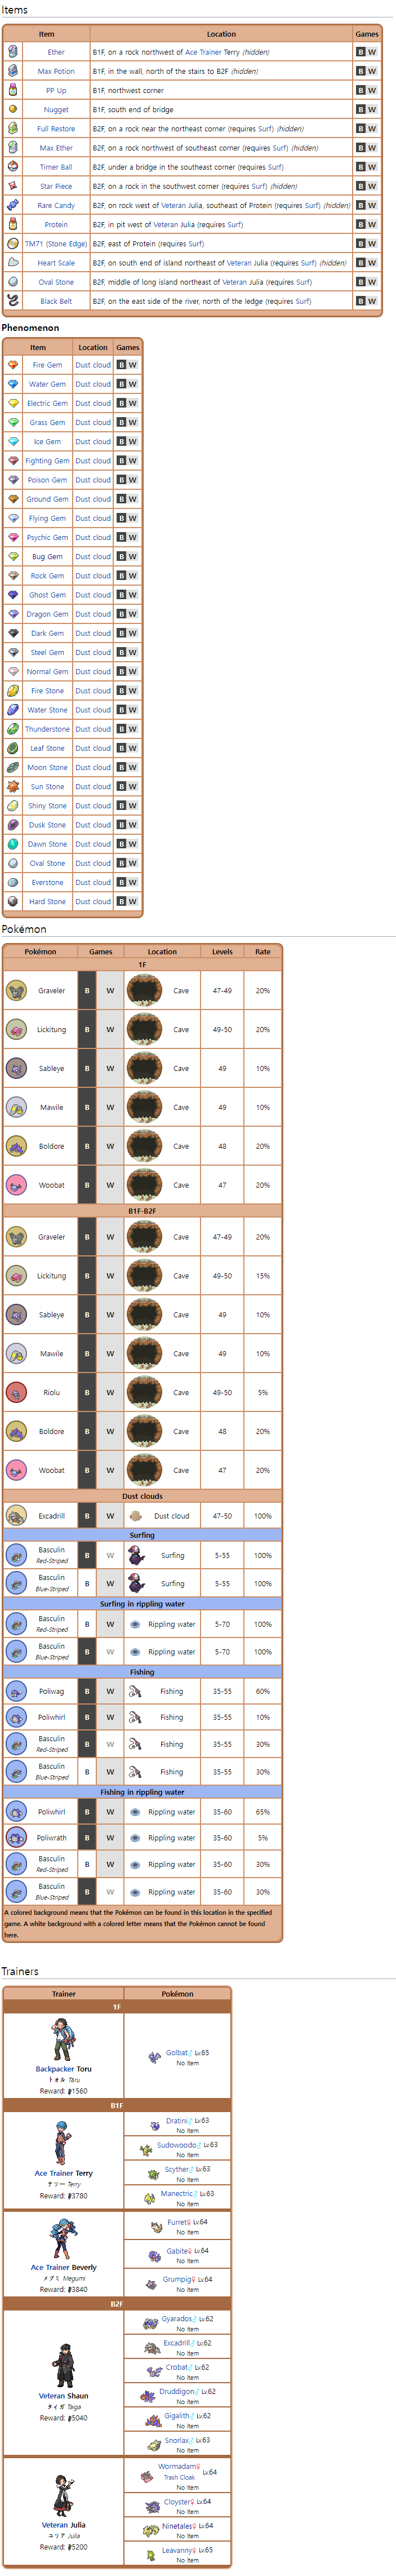 Items
Item Location Games
Ether B1F, on a rock northwest of Ace Trainer Terry (hidden) B W
Max Potion B1F, in the wall, north of the stairs to B2F (hidden) B W
PP Up B1F, northwest corner B W
Nugget B1F, south end of bridge B W
Full Restore B2F, on a rock near the northeast corner (requires Surf) (hidden) B W
Max Ether B2F, on a rock northwest of southeast corner (requires Surf) (hidden) B W
Timer Ball B2F, under a bridge in the southeast corner (requires Surf) B W
Star Piece B2F, on a rock in the southwest corner (requires Surf) (hidden) B W
Rare Candy B2F, on rock west of Veteran Julia, southeast of Protein (requires Surf) (hidden) B W
Protein B2F, in pit west of Veteran Julia (requires Surf) B W
TM71 (Stone Edge) B2F, east of Protein (requires Surf) B W
Heart Scale B2F, on south end of island northeast of Veteran Julia (requires Surf) (hidden) B W
Oval Stone B2F, middle of long island northeast of Veteran Julia (requires Surf) B W
Black Belt B2F, on the east side of the river, north of the ledge (requires Surf) B W
Phenomenon
Item Location Games
Fire Gem Dust cloud B W
Water Gem Dust cloud B W
Electric Gem Dust cloud B W
Grass Gem Dust cloud B W
Ice Gem Dust cloud B W
Fighting Gem Dust cloud B W
Poison Gem Dust cloud B W
Ground Gem Dust cloud B W
Flying Gem Dust cloud B W
Psychic Gem Dust cloud B W
Bug Gem Dust cloud B W
Rock Gem Dust cloud B W
Ghost Gem Dust cloud B W
Dragon Gem Dust cloud B W
Dark Gem Dust cloud B W
Steel Gem Dust cloud B W
Normal Gem Dust cloud B W
Fire Stone Dust cloud B W
Water Stone Dust cloud B W
Thunderstone Dust cloud B W
Leaf Stone Dust cloud B W
Moon Stone Dust cloud B W
Sun Stone Dust cloud B W
Shiny Stone Dust cloud B W
Dusk Stone Dust cloud B W
Dawn Stone Dust cloud B W
Oval Stone Dust cloud B W
Everstone Dust cloud B W
Hard Stone Dust cloud B W
Pokémon
Pokémon Games Location Levels Rate
1F
Graveler B W Cave 47-49 20%
Lickitung B W Cave 49-50 20%
Sableye B W Cave 49 10%
Mawile B W Cave 49 10%
Boldore B W Cave 48 20%
Woobat B W Cave 47 20%
B1F-B2F
Graveler B W Cave 47-49 20%
Lickitung B W Cave 49-50 15%
Sableye B W Cave 49 10%
Mawile B W Cave 49 10%
Riolu B W Cave 49-50 5%
Boldore B W Cave 48 20%
Woobat B W Cave 47 20%
Dust clouds
Excadrill B W Dust cloud 47-50 100%
Surfing
Basculin Red-Striped B W Surfing 5-55 100%
Basculin Blue-Striped B W Surfing 5-55 100%
Surfing in rippling water
Basculin Red-Striped B W Rippling water 5-70 100%
Basculin Blue-Striped B W Rippling water 5-70 100%
Fishing
Poliwag B W Fishing 35-55 60%
Poliwhirl B W Fishing 35-55 10%
Basculin Red-Striped B W Fishing 35-55 30%
Basculin Blue-Striped B W Fishing 35-55 30%
Fishing in rippling water
Poliwhirl B W Rippling water 35-60 65%
Poliwrath B W Rippling water 35-60 5%
Basculin Red-Striped B W Rippling water 35-60 30%
Basculin Blue-Striped B W Rippling water 35-60 30%
A colored background means that the Pokémon can be found in this location in the specified
game. A white background with a colored letter means that the Pokémon cannot be found
here.
Trainers
Trainer Pokémon
1F
Backpacker Toru
トオル Tōru
Reward: 1560
Golbat♂ Lv.65
No item
B1F
Ace Trainer Terry
テリー Terry
Reward: 3780
Dratini♂ Lv.63
No item
Sudowoodo♂ Lv.63
No item
Scyther♂ Lv.63
No item
Manectric♂ Lv.63
No item
Ace Trainer Beverly
メグミ Megumi
Reward: 3840
Furret♀ Lv.64
No item
Gabite♀ Lv.64
No item
Grumpig♀ Lv.64
No item
B2F
Veteran Shaun
タイガ Taiga
Reward: 5040
Gyarados♂ Lv.62
No item
Excadrill♂ Lv.62
No item
Crobat♂ Lv.62
No item
Druddigon♂ Lv.62
No item
Gigalith♂ Lv.62
No item
Snorlax♂ Lv.63
No item
Veteran Julia
ユリア Julia
Reward: 5200
Wormadam♀ Lv.64
Trash Cloak
No item
Cloyster♀ Lv.64
No item
Ninetales♀ Lv.64
No item
Leavanny♀ Lv.65
No item